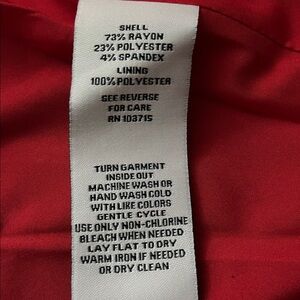 SHELL
73% RAYON
23% POLYESTER
4% SPANDEX
LINING
100% POLYESTER
SEE REVERSE
FOR CARE
RN 103715
TURN GARMENT
INSIDE OUT
MACHINE WASH OR
HAND WASH COLD
WITH LIKE COLORS
GENTLE CYCLE
USE ONLY NON-CHLORINE
BLEACH WHEN NEEDED
LAY FLAT TO DRY
WARM IRON IF NEEDED
OR DRY CLEAN